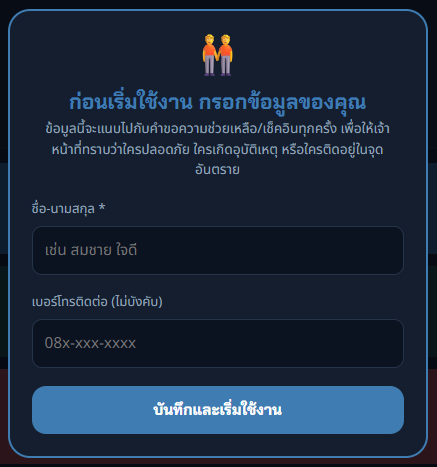 ก่อนเริ่มใช้งาน กรอกข้อมูลของคุณ
ข้อมูลนี้จะแนบไปกับคำขอความช่วยเหลือ/เช็คอินทุกครั้ง เพื่อให้เจ้า
หน้าที่ทราบว่าใครปลอดภัย ใครเกิดอุบัติเหตุ หรือใครติดอยู่ในจุด
อันตราย
ชื่อ-นามสกุล *
เช่น สมชาย ใจดี
เบอร์โทรติดต่อ (ไม่บังคับ)
08x-xxx-xxxx
บันทึกและเริ่มใช้งาน